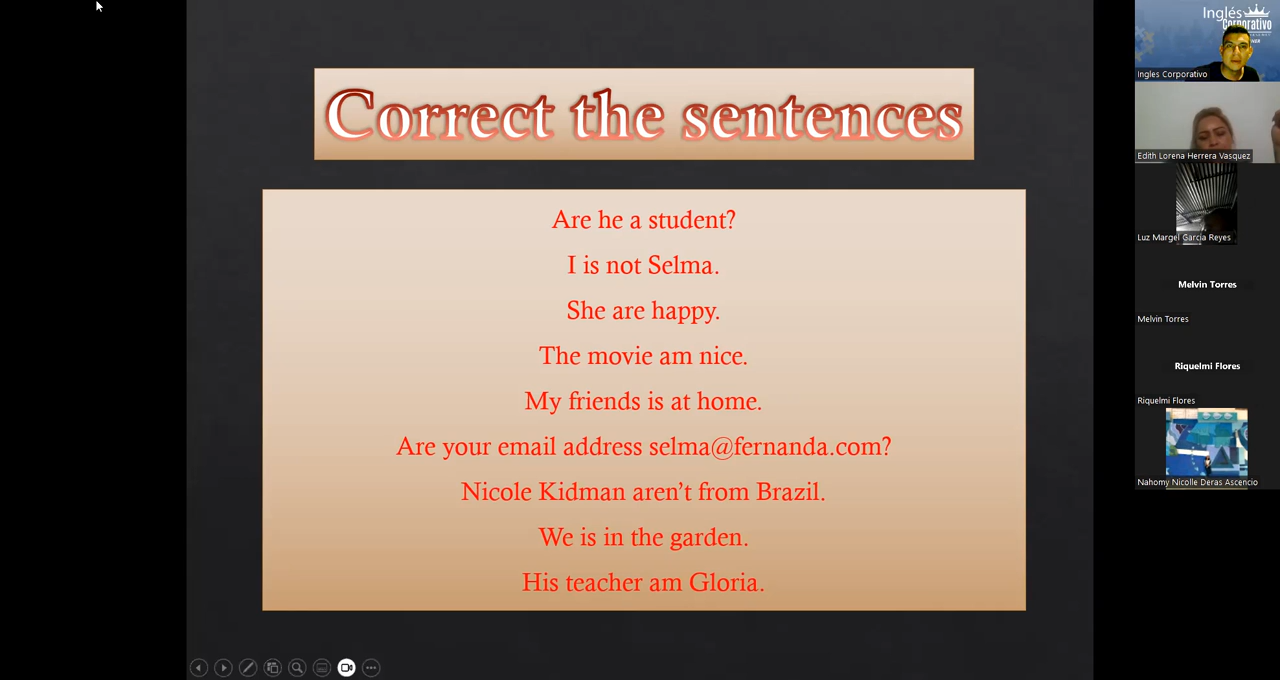 Correct the sentences
Are he a student?
I is not Selma.
She are happy.
The movie am nice.
My friends is at home.
Are your email address selma@fernanda.com?
Nicole Kidman aren't from Brazil.
We is in the garden.
His teacher am Gloria.
Inglés
Corporativo
Ingles Corporativo
Edith Lorena Herrera Vasquez
Luz Margel Garcia Reyes
Melvin Torres
Melvin Torres
Riquelmi Flores
Riquelmi Flores
Nahomy Nicolle Deras Ascencio